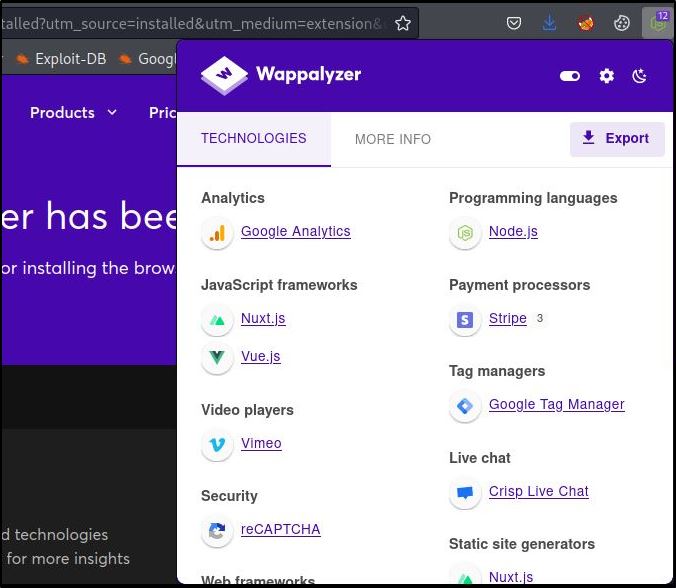 talled?utm_source=installed&utm_medium=extension&
12
Exploit-DB
Googl
Wappalyzer
Products
Pric
TECHNOLOGIES
MORE INFO
Export
er has bee
or installing the brow
Analytics
Google Analytics
JavaScript frameworks
Nuxt.js
Vue.js
Video players
Vimeo
Security
reCAPTCHA
Web frameworks
Programming languages
Node.js
Payment processors
Stripe 3
Tag managers
Google Tag Manager
Live chat
Crisp Live Chat
Static site generators
Nuxt.js
d technologies
for more insights